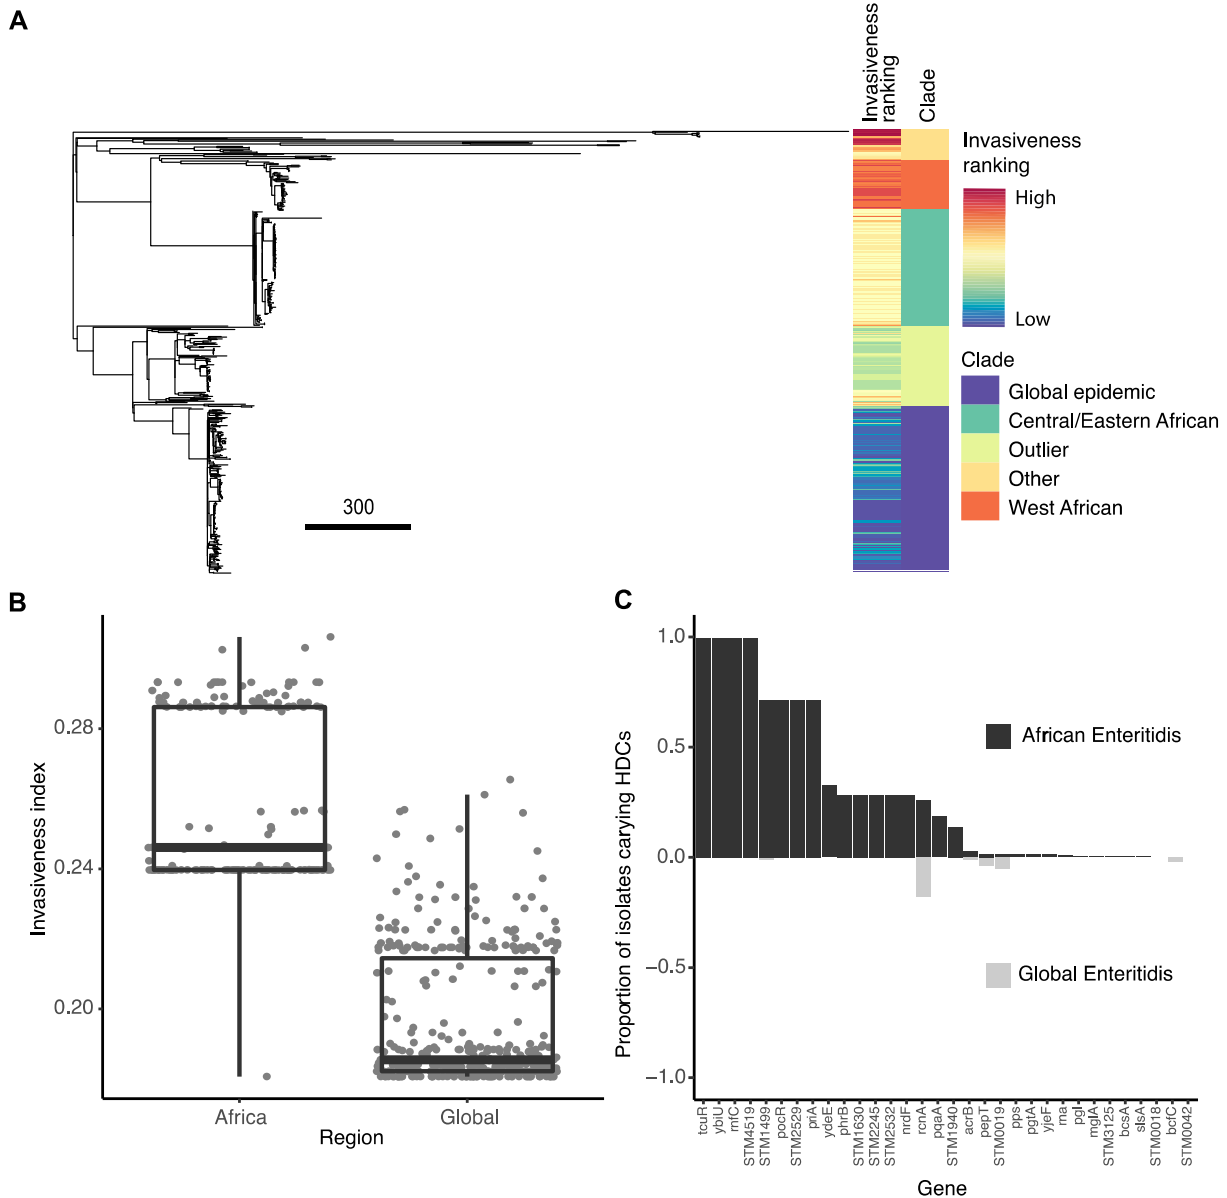 A
Invasiveness
ranking
Clade
Invasiveness
ranking
High
Low
Clade
Global epidemic
Central/Eastern African
Outlier
Other
West African
300
B
Invasiveness index
0.28
0.24
0.20
Africa
Global
Region
C
Proportion of isolates carying HDCs
1.0
0.5
0.0
−0.5
−1.0
African Enteritidis
Global Enteritidis
tcuR
ybiU
rnfC
STM4519
STM1499
pocR
STM2529
priA
ydeE
phrB
STM1630
STM2245
STM2532
nrdF
rcnA
pqaA
STM1940
acrB
pepT
STM0019
pps
pgtA
yjeF
rna
pgI
mglA
STM3125
bcsA
slsA
STM0018
bcfC
STM0042
Gene